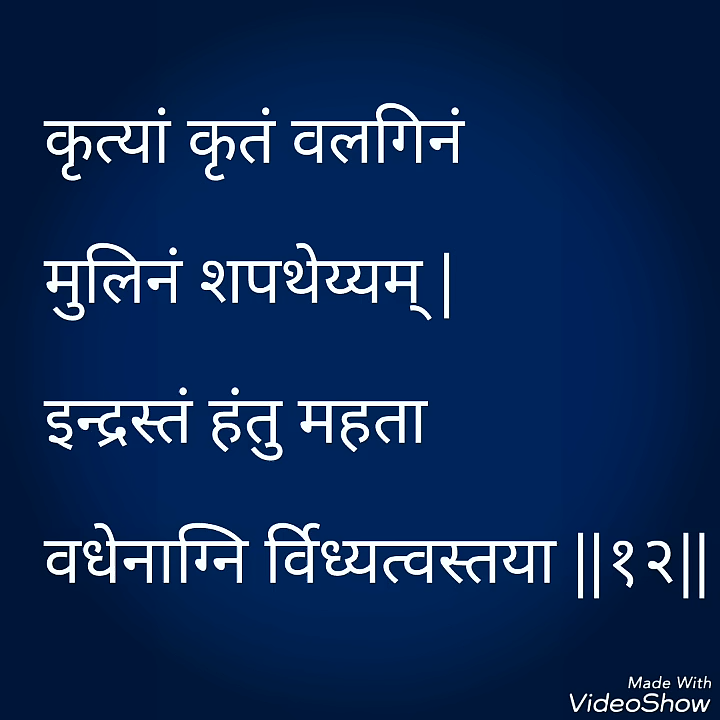 कृत्यां कृतं वलगिनं
मुलिनं शपथेय्यम् |
इन्द्रस्तं हंतु महता
वधेनाग्नि र्विध्यत्वस्तया ||१२||
Made With
VideoShow